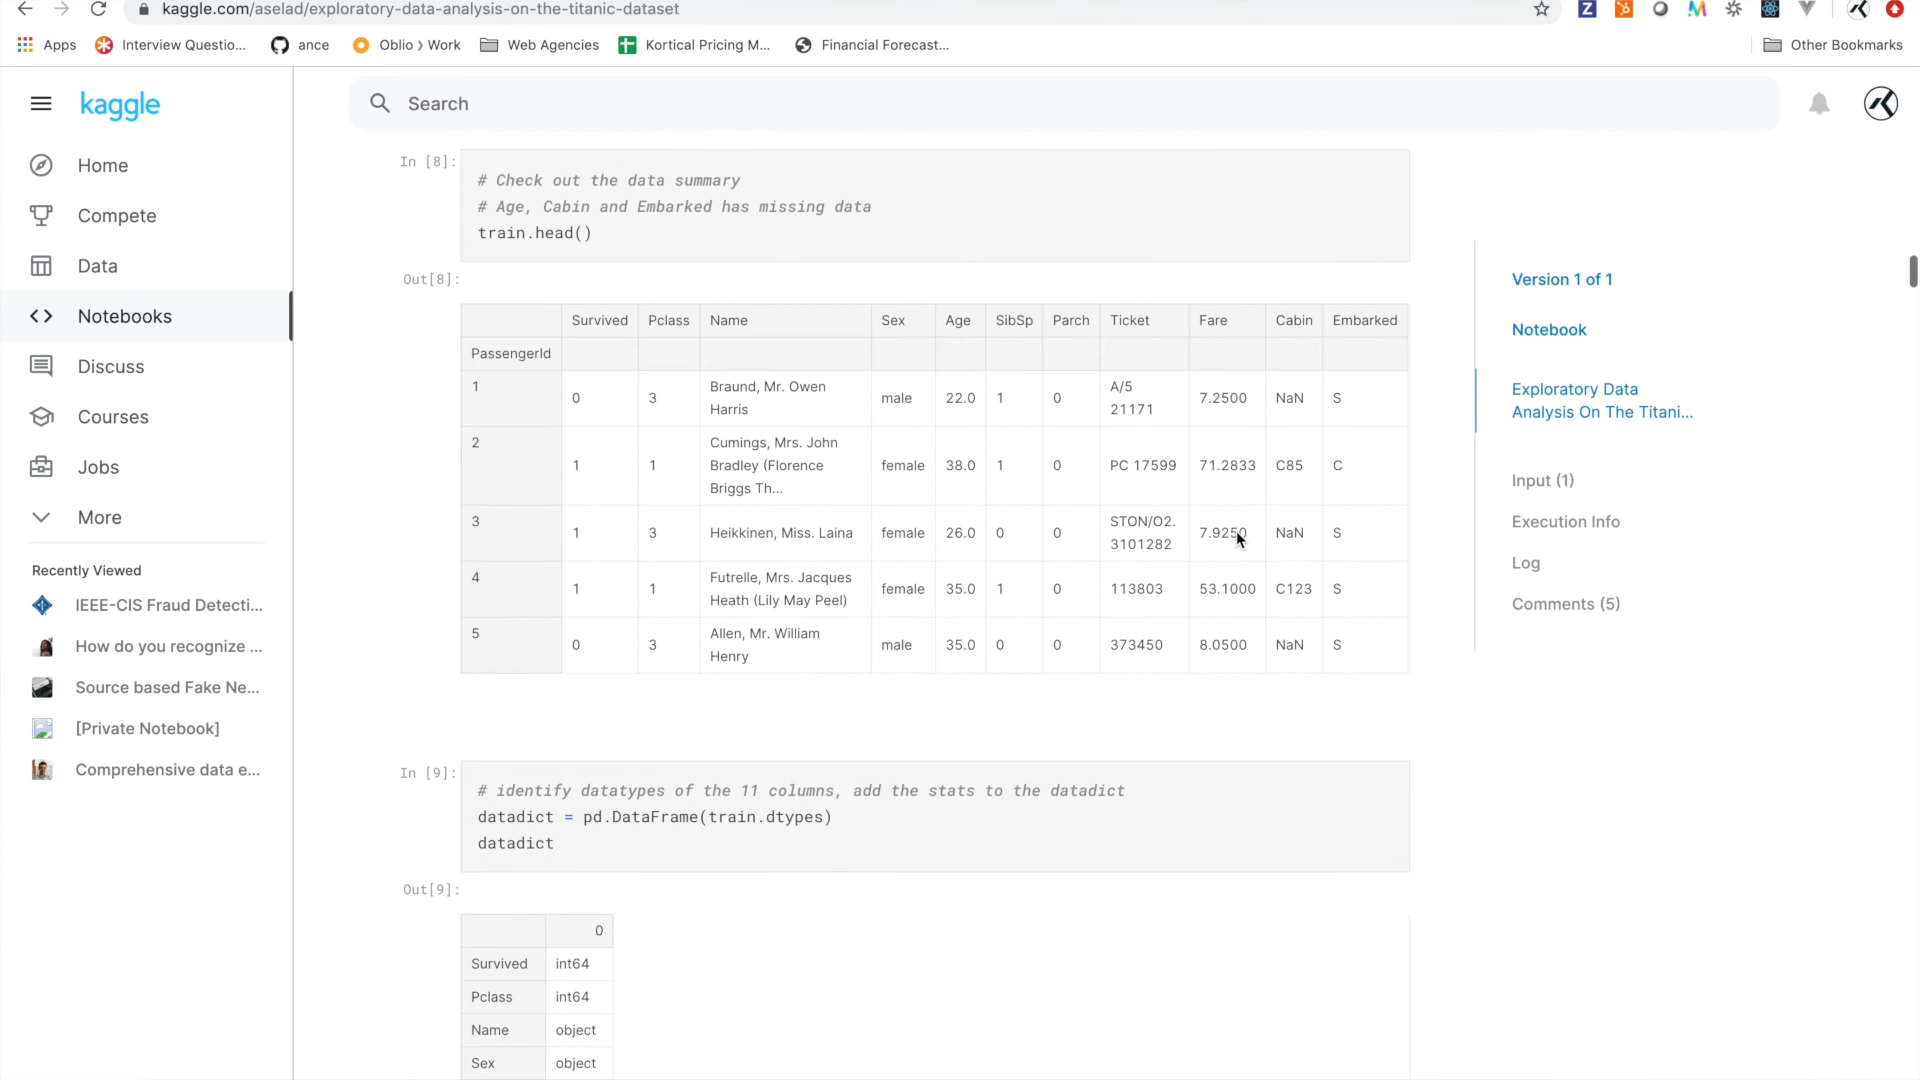 kaggle.com/aselad/exploratory-data-analysis-on-the-titanic-dataset
Apps
Interview Questio...
ance
Oblio › Work
Web Agencies
Kortical Pricing M...
Financial Forecast...
Other Bookmarks
kaggle
Search
Home
Compete
Data
Notebooks
Discuss
Courses
Jobs
More
Recently Viewed
IEEE-CIS Fraud Detecti...
How do you recognize ...
Source based Fake Ne...
[Private Notebook]
Comprehensive data e...
In [8]:
# Check out the data summary
# Age, Cabin and Embarked has missing data
train.head()
Out[8]:
Survived Pclass Name Sex Age SibSp Parch Ticket Fare Cabin Embarked
PassengerId
1 0 3 Braund, Mr. Owen Harris male 22.0 1 0 A/5 21171 7.2500 NaN S
2 1 1 Cumings, Mrs. John Bradley (Florence Briggs Th... female 38.0 1 0 PC 17599 71.2833 C85 C
3 1 3 Heikkinen, Miss. Laina female 26.0 0 0 STON/O2. 3101282 7.9250 NaN S
4 1 1 Futrelle, Mrs. Jacques Heath (Lily May Peel) female 35.0 1 0 113803 53.1000 C123 S
5 0 3 Allen, Mr. William Henry male 35.0 0 0 373450 8.0500 NaN S
In [9]:
# identify datatypes of the 11 columns, add the stats to the datadict
datadict = pd.DataFrame(train.dtypes)
datadict
Out[9]:
0
Survived int64
Pclass int64
Name object
Sex object
Version 1 of 1
Notebook
Exploratory Data
Analysis On The Titani...
Input (1)
Execution Info
Log
Comments (5)